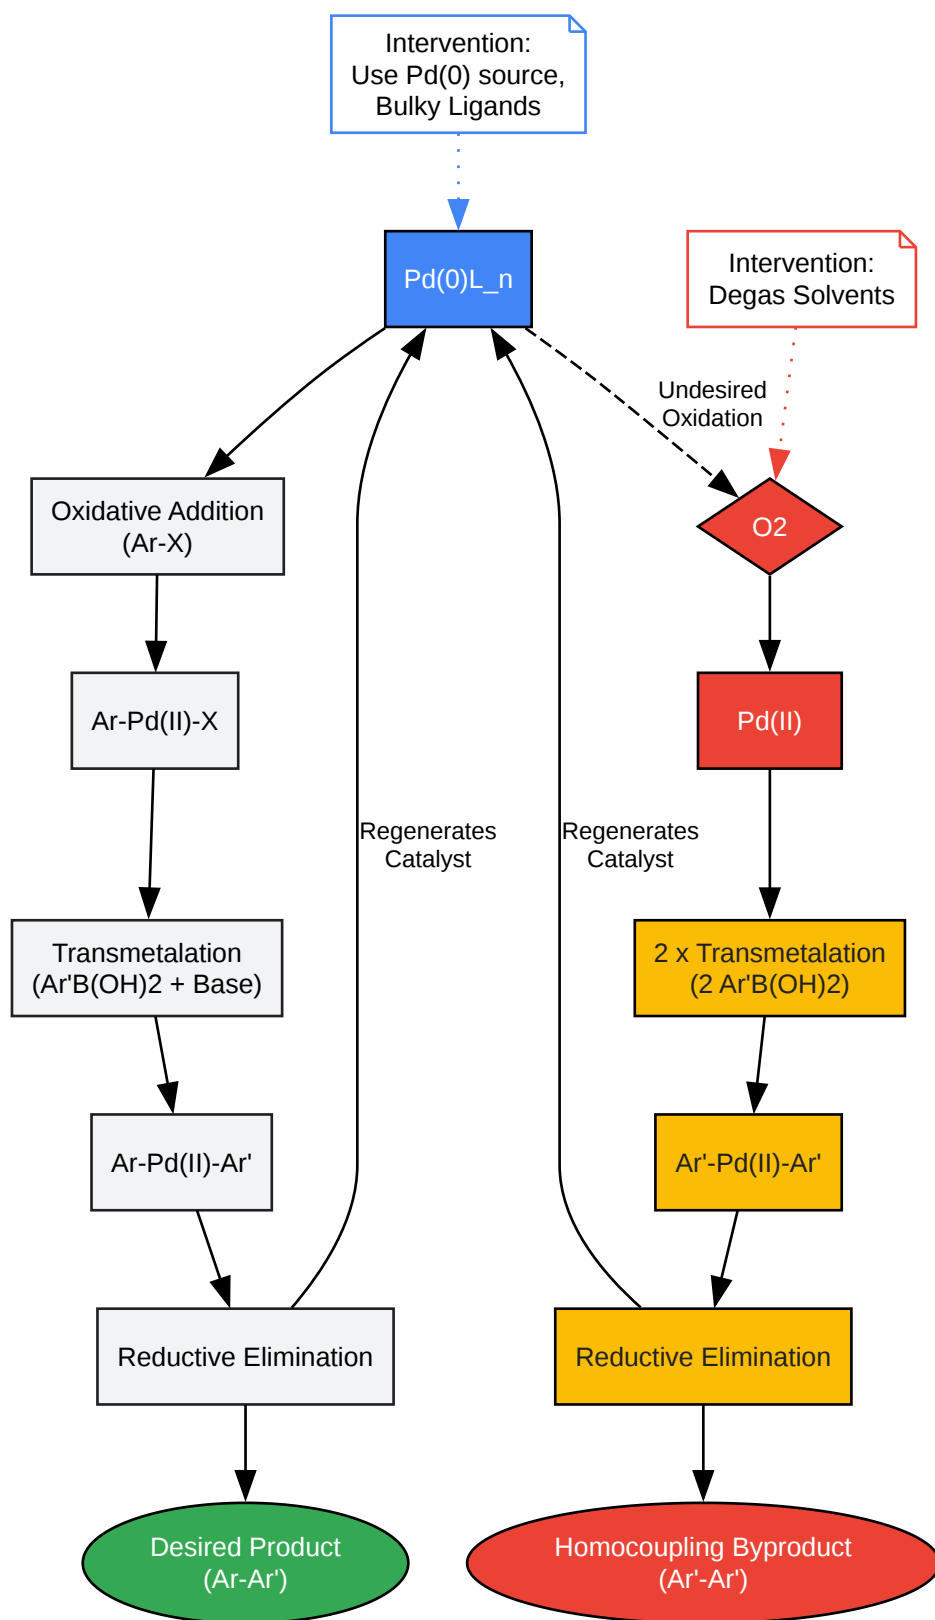 Intervention:
Use Pd(0) source,
Bulky Ligands
Pd(0)L_n
Intervention:
Degas Solvents
Undesired
Oxidation
Oxidative Addition
(Ar-X)
O2
Ar-Pd(II)-X
Pd(II)
Regenerates
Catalyst
Regenerates
Catalyst
Transmetalation
(Ar'B(OH)2 + Base)
2 x Transmetalation
(2 Ar'B(OH)2)
Ar-Pd(II)-Ar'
Ar'-Pd(II)-Ar'
Reductive Elimination
Reductive Elimination
Desired Product
(Ar-Ar')
Homocoupling Byproduct
(Ar'-Ar')